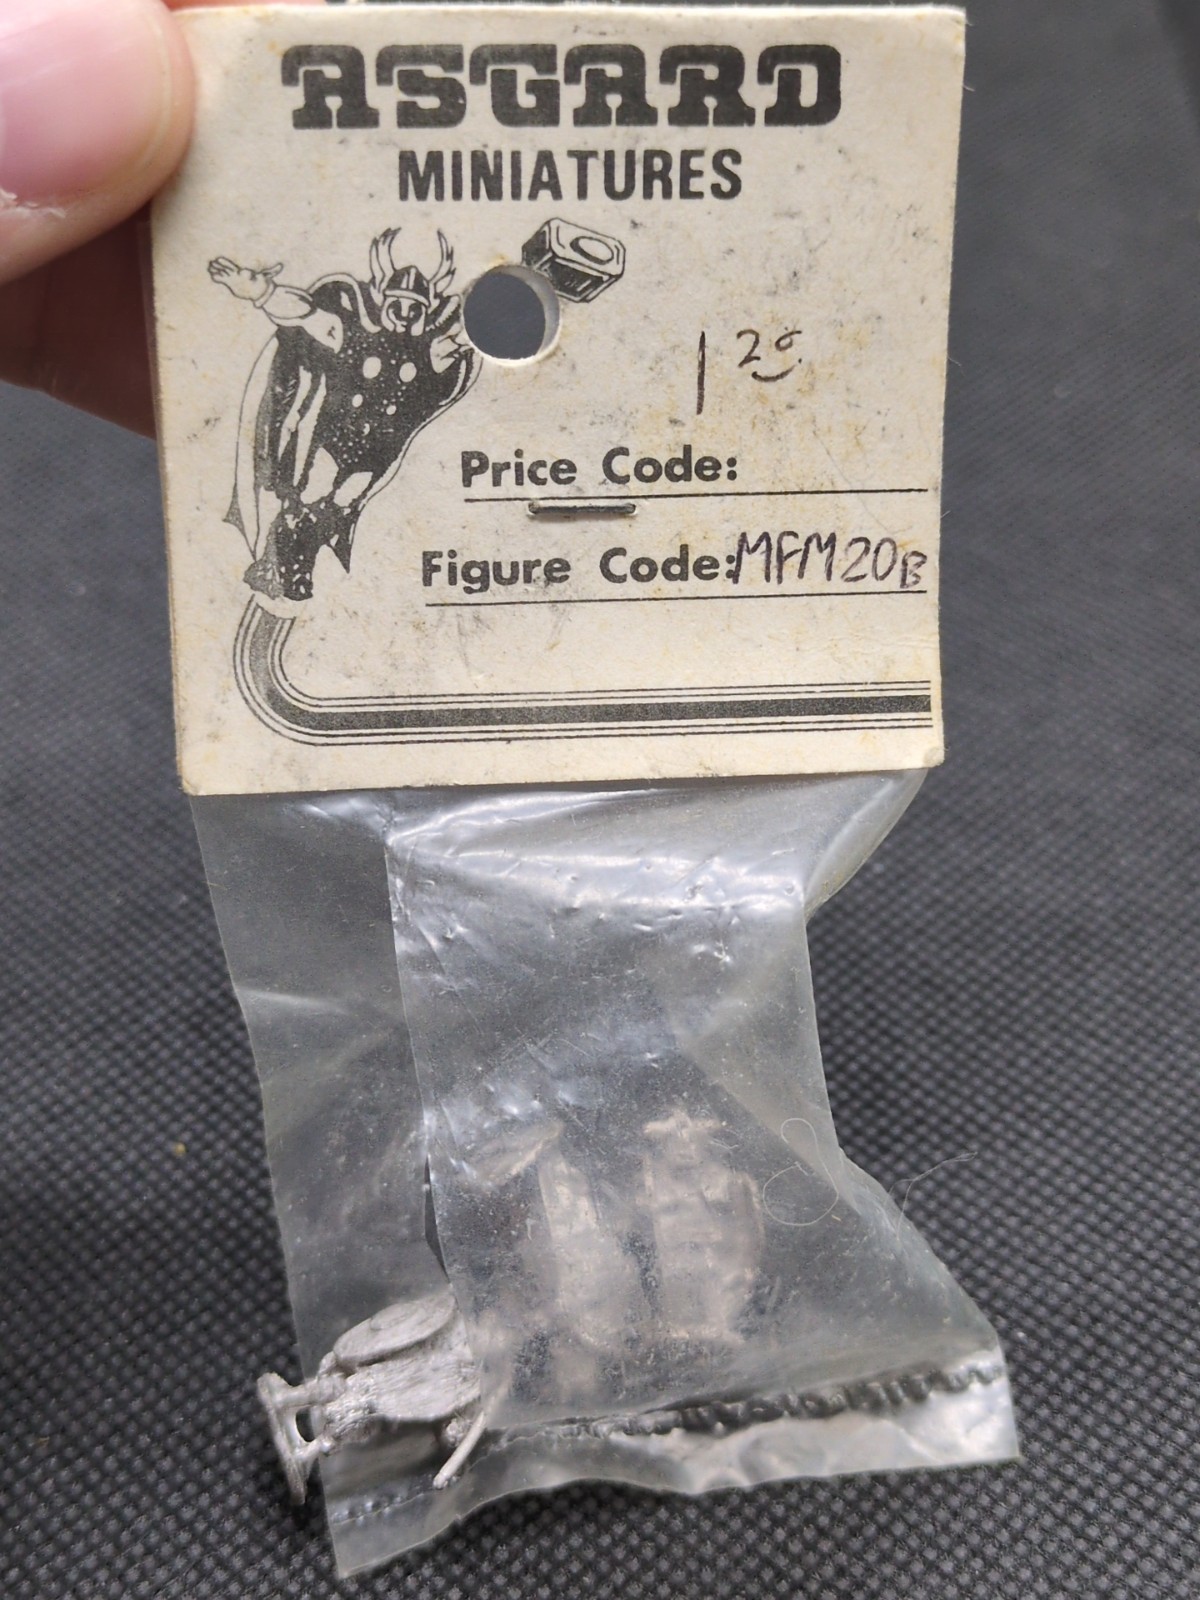 ASGARD
MINIATURES
1 20
Price Code:
Figure Code: MFM20B